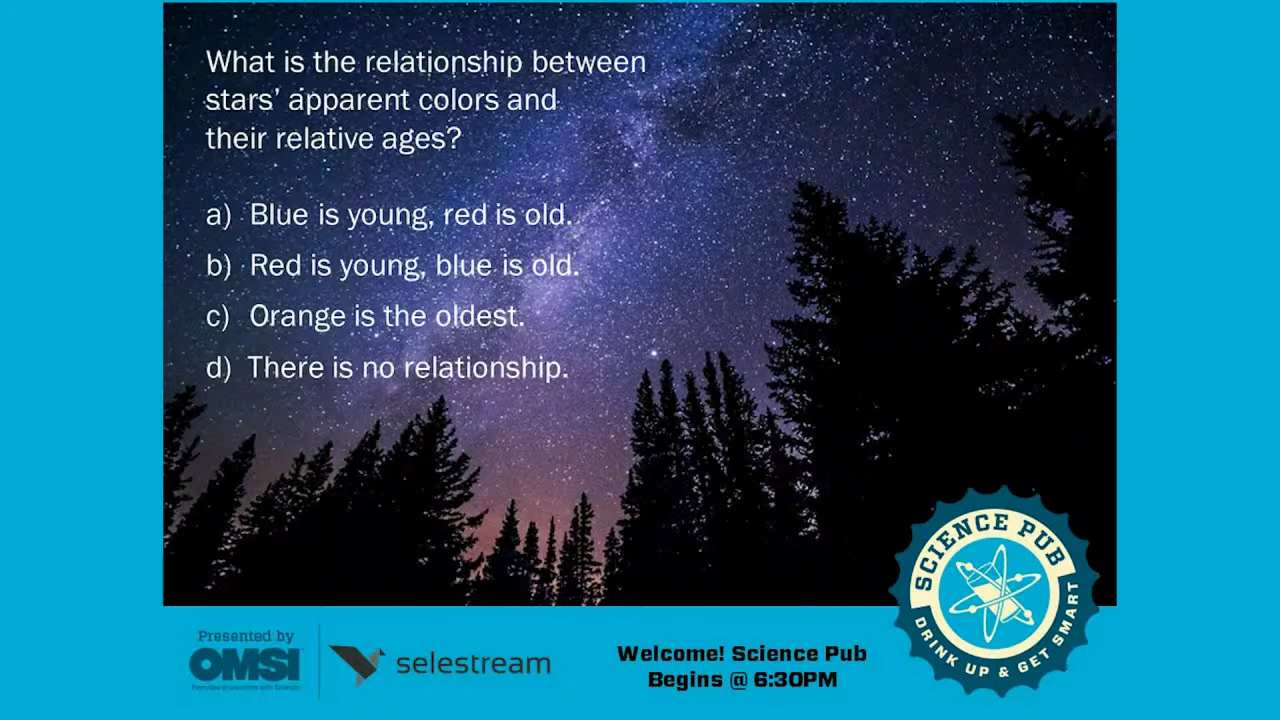 What is the relationship between
stars' apparent colors and
their relative ages?
a) Blue is young, red is old.
b) Red is young, blue is old.
c) Orange is the oldest.
d) There is no relationship.
SCIENCE PUB
DRINK UP & GET SMART
Presented by
OMSI
selestream
Welcome! Science Pub
Begins @ 6:30PM